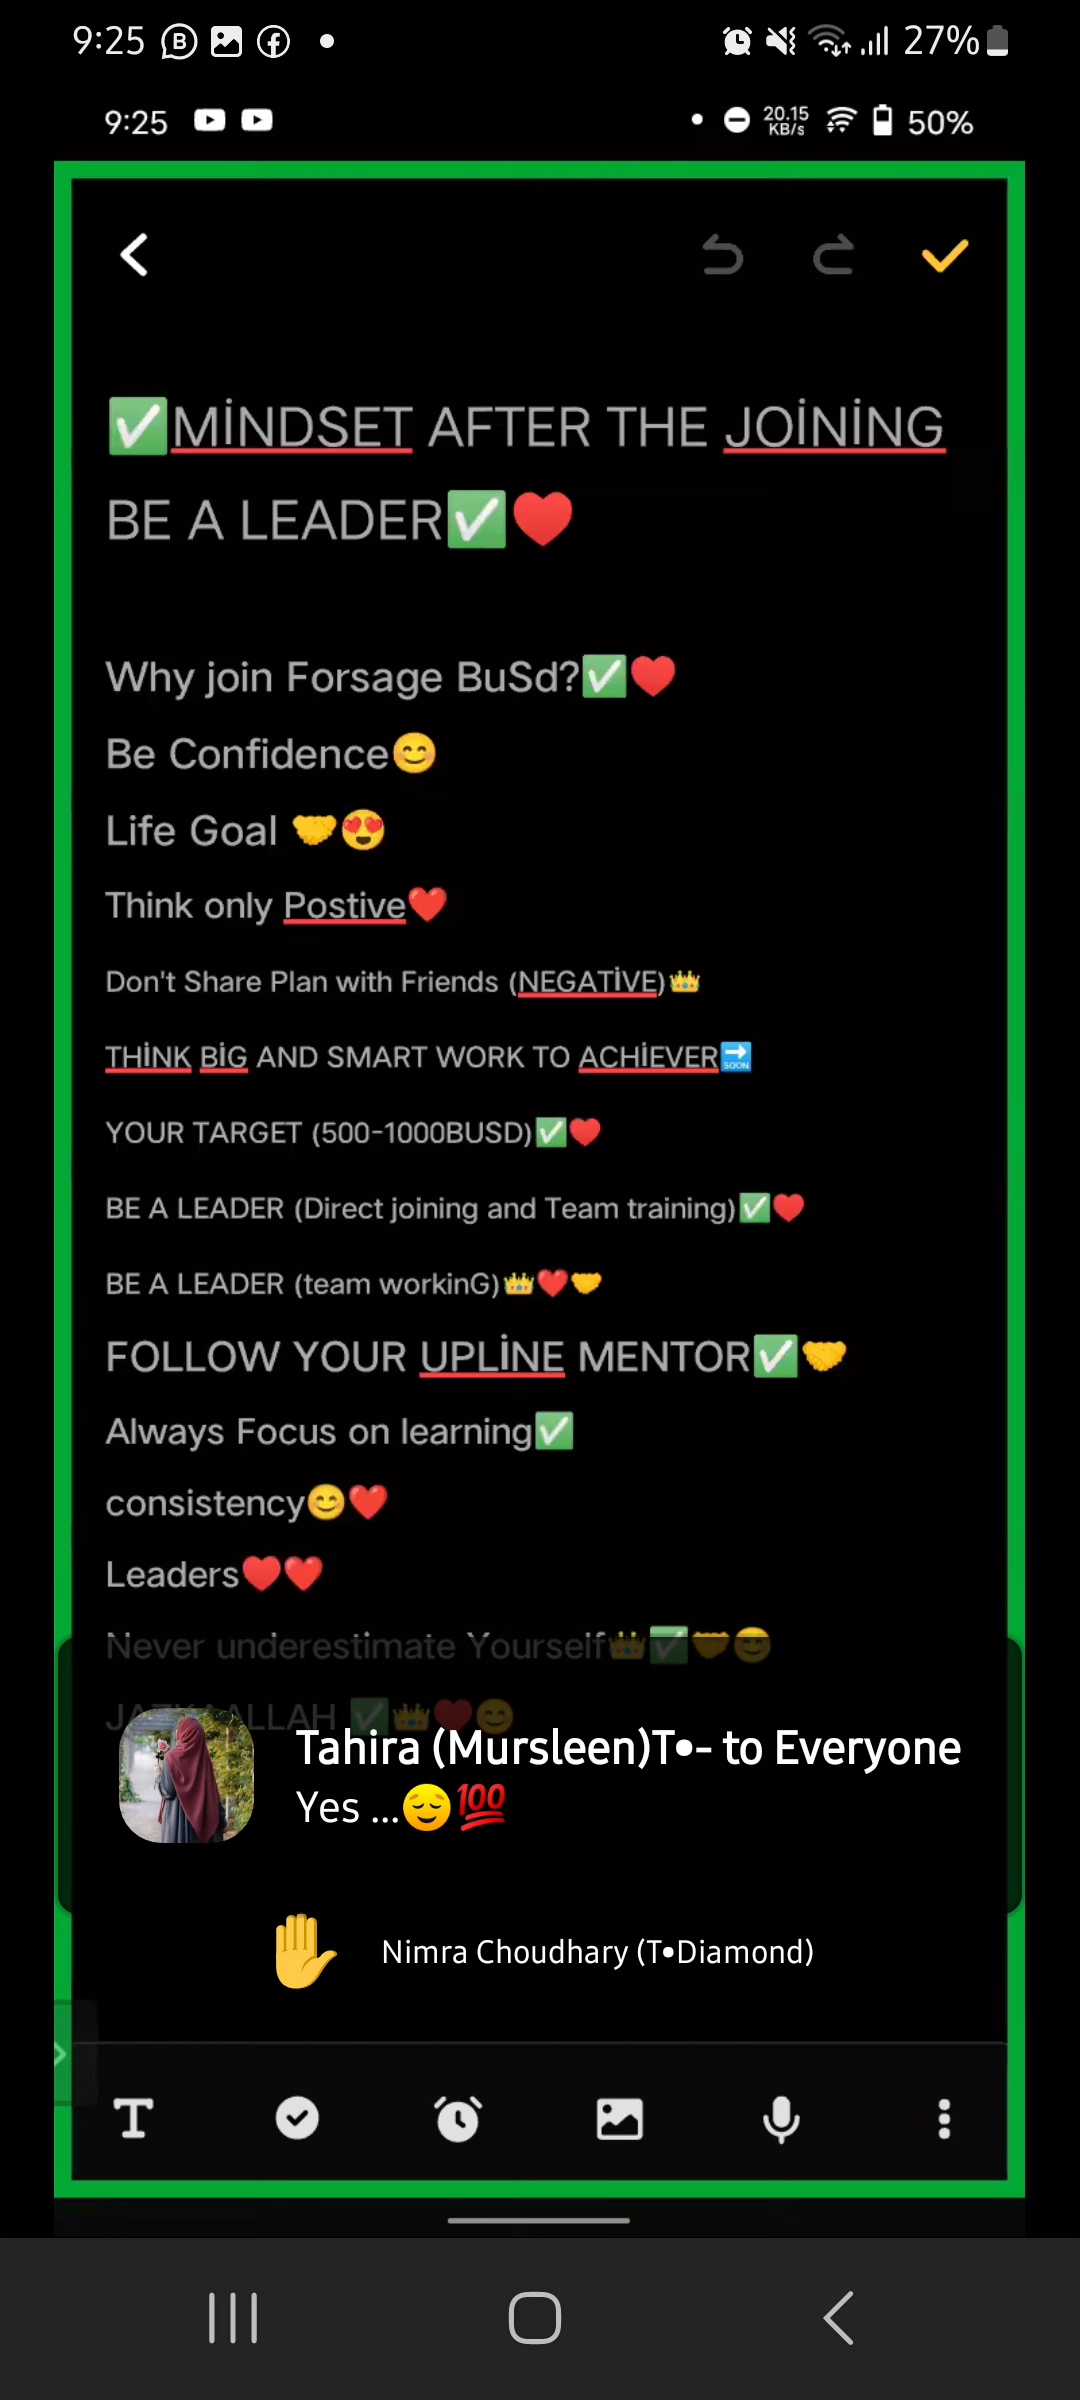 9:25
27%
9:25
20.15
KB/s
50%
✅MİNDSET AFTER THE JOİNİNG
BE A LEADER✅♥️
Why join Forsage BuSd?✅♥️
Be Confidence😊
Life Goal 🤝😍
Think only Postive❤️
Don't Share Plan with Friends (NEGATİVE)👑
THİNK BİG AND SMART WORK TO ACHİEVER🔜
YOUR TARGET (500-1000BUSD)✅♥️
BE A LEADER (Direct joining and Team training)✅♥️
BE A LEADER (team workinG)👑❤️🤝
FOLLOW YOUR UPLİNE MENTOR✅🤝
Always Focus on learning✅
consistency😊❤️
Leaders♥️❤️
Never underestimate Yourself👑✅🤝😊
ALLAH ✅👑♥️😊
Tahira (Mursleen)T•- to Everyone
Yes ...😌💯
✋ Nimra Choudhary (T•Diamond)